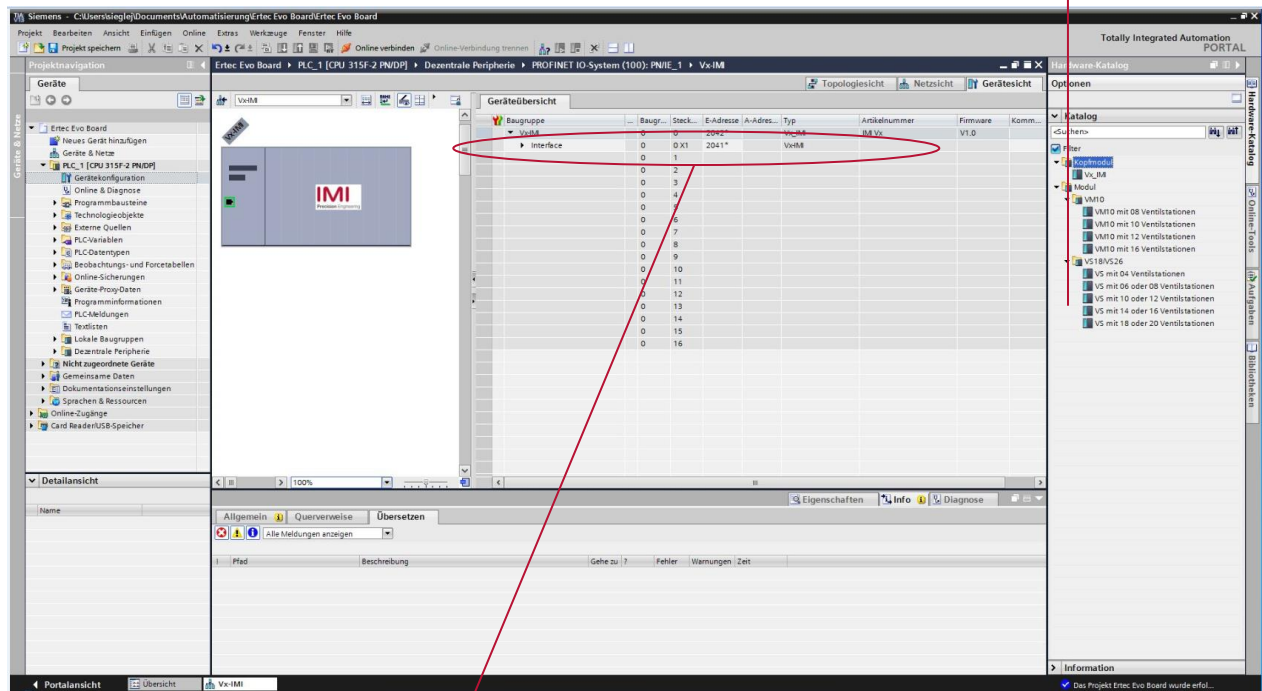 Siemens - C:\Users\sieglej\Documents\Automatisierung\Ertec Evo Board\Ertec Evo Board
Projekt Bearbeiten Ansicht Einfügen Online Extras Werkzeuge Fenster Hilfe
Projekt speichern Online verbinden Online-Verbindung trennen
Totally Integrated Automation
PORTAL
Projektnavigation
Ertec Evo Board PLC_1 [CPU 315F-2 PN/DP] Dezentrale Peripherie PROFINET IO-System (100): PN/IE_1 Vx-IMI
Hardware-Katalog
Geräte
Topologiesicht Netzsicht Gerätesicht
Optionen
Vx-IMI
Geräteübersicht
Geräte & Netze
Ertec Evo Board
Neues Gerät hinzufügen
Geräte & Netze
PLC_1 [CPU 315F-2 PN/DP]
Gerätekonfiguration
Online & Diagnose
Programmbausteine
Technologieobjekte
Externe Quellen
PLC-Variablen
PLC-Datentypen
Beobachtungs- und Forcetabellen
Online-Sicherungen
Geräte-Proxy-Daten
Programminformationen
PLC-Meldungen
Textlisten
Lokale Baugruppen
Dezentrale Peripherie
Nicht zugeordnete Geräte
Gemeinsame Daten
Dokumentationseinstellungen
Sprachen & Ressourcen
Online-Zugänge
Card Reader/USB-Speicher
Vx-IMI
IMI
Precision Engineering
Baugruppe ... Baugr... Steck... E-Adresse A-Adres... Typ Artikelnummer Firmware Komm...
Vx-IMI 0 0 2042* Vx_IMI IMI Vx V1.0
Interface 0 0 X1 2041* Vx-IMI
0 1
0 2
0 3
0 4
0 5
0 6
0 7
0 8
0 9
0 10
0 11
0 12
0 13
0 14
0 15
0 16
Katalog
<Suchen>
Filter
Kopfmodul
Vx_IMI
Modul
VM10
VM10 mit 08 Ventilstationen
VM10 mit 10 Ventilstationen
VM10 mit 12 Ventilstationen
VM10 mit 16 Ventilstationen
VS18/VS26
VS mit 04 Ventilstationen
VS mit 06 oder 08 Ventilstationen
VS mit 10 oder 12 Ventilstationen
VS mit 14 oder 16 Ventilstationen
VS mit 18 oder 20 Ventilstationen
Hardware-Katalog
Online-Tools
Aufgaben
Bibliotheken
Detailansicht
100%
Name
Eigenschaften Info Diagnose
Allgemein Querverweise Übersetzen
Alle Meldungen anzeigen
! Pfad Beschreibung Gehe zu ? Fehler Warnungen Zeit
Information
Portalansicht Übersicht Vx-IMI
Das Projekt Ertec Evo Board wurde erfol...